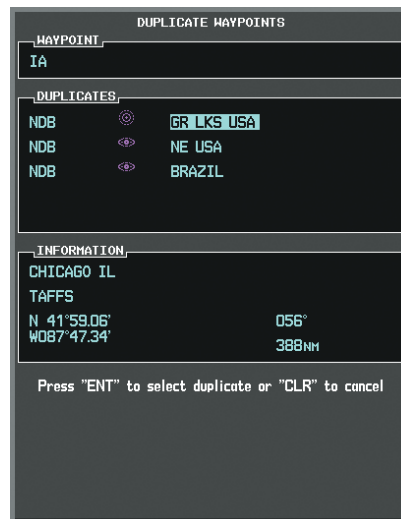 DUPLICATE WAYPOINTS
WAYPOINT
IA
DUPLICATES
NDB GR LKS USA
NDB NE USA
NDB BRAZIL
INFORMATION
CHICAGO IL
TAFFS
N 41°59.06' 056°
W087°47.34'
388NM
Press "ENT" to select duplicate or "CLR" to cancel